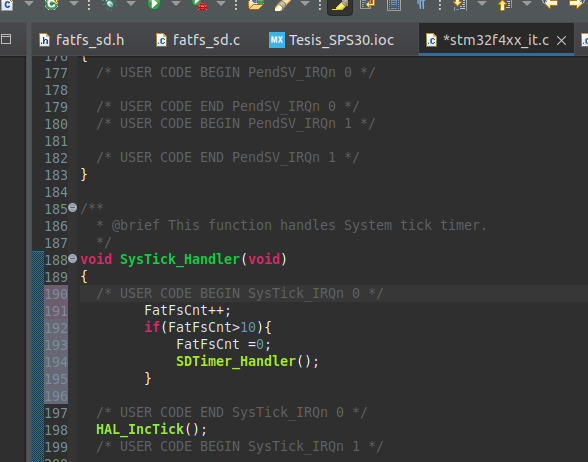 fatfs_sd.h fatfs_sd.c MX Tesis_SPS30.ioc *stm32f4xx_it.c
176 {
177 /* USER CODE BEGIN PendSV_IRQn 0 */
178
179 /* USER CODE END PendSV_IRQn 0 */
180 /* USER CODE BEGIN PendSV_IRQn 1 */
181
182 /* USER CODE END PendSV_IRQn 1 */
183 }
184
185 /**
186 * @brief This function handles System tick timer.
187 */
188 void SysTick_Handler(void)
189 {
190 /* USER CODE BEGIN SysTick_IRQn 0 */
191 FatFsCnt++;
192 if(FatFsCnt>10){
193 FatFsCnt =0;
194 SDTimer_Handler();
195 }
196
197 /* USER CODE END SysTick_IRQn 0 */
198 HAL_IncTick();
199 /* USER CODE BEGIN SysTick_IRQn 1 */